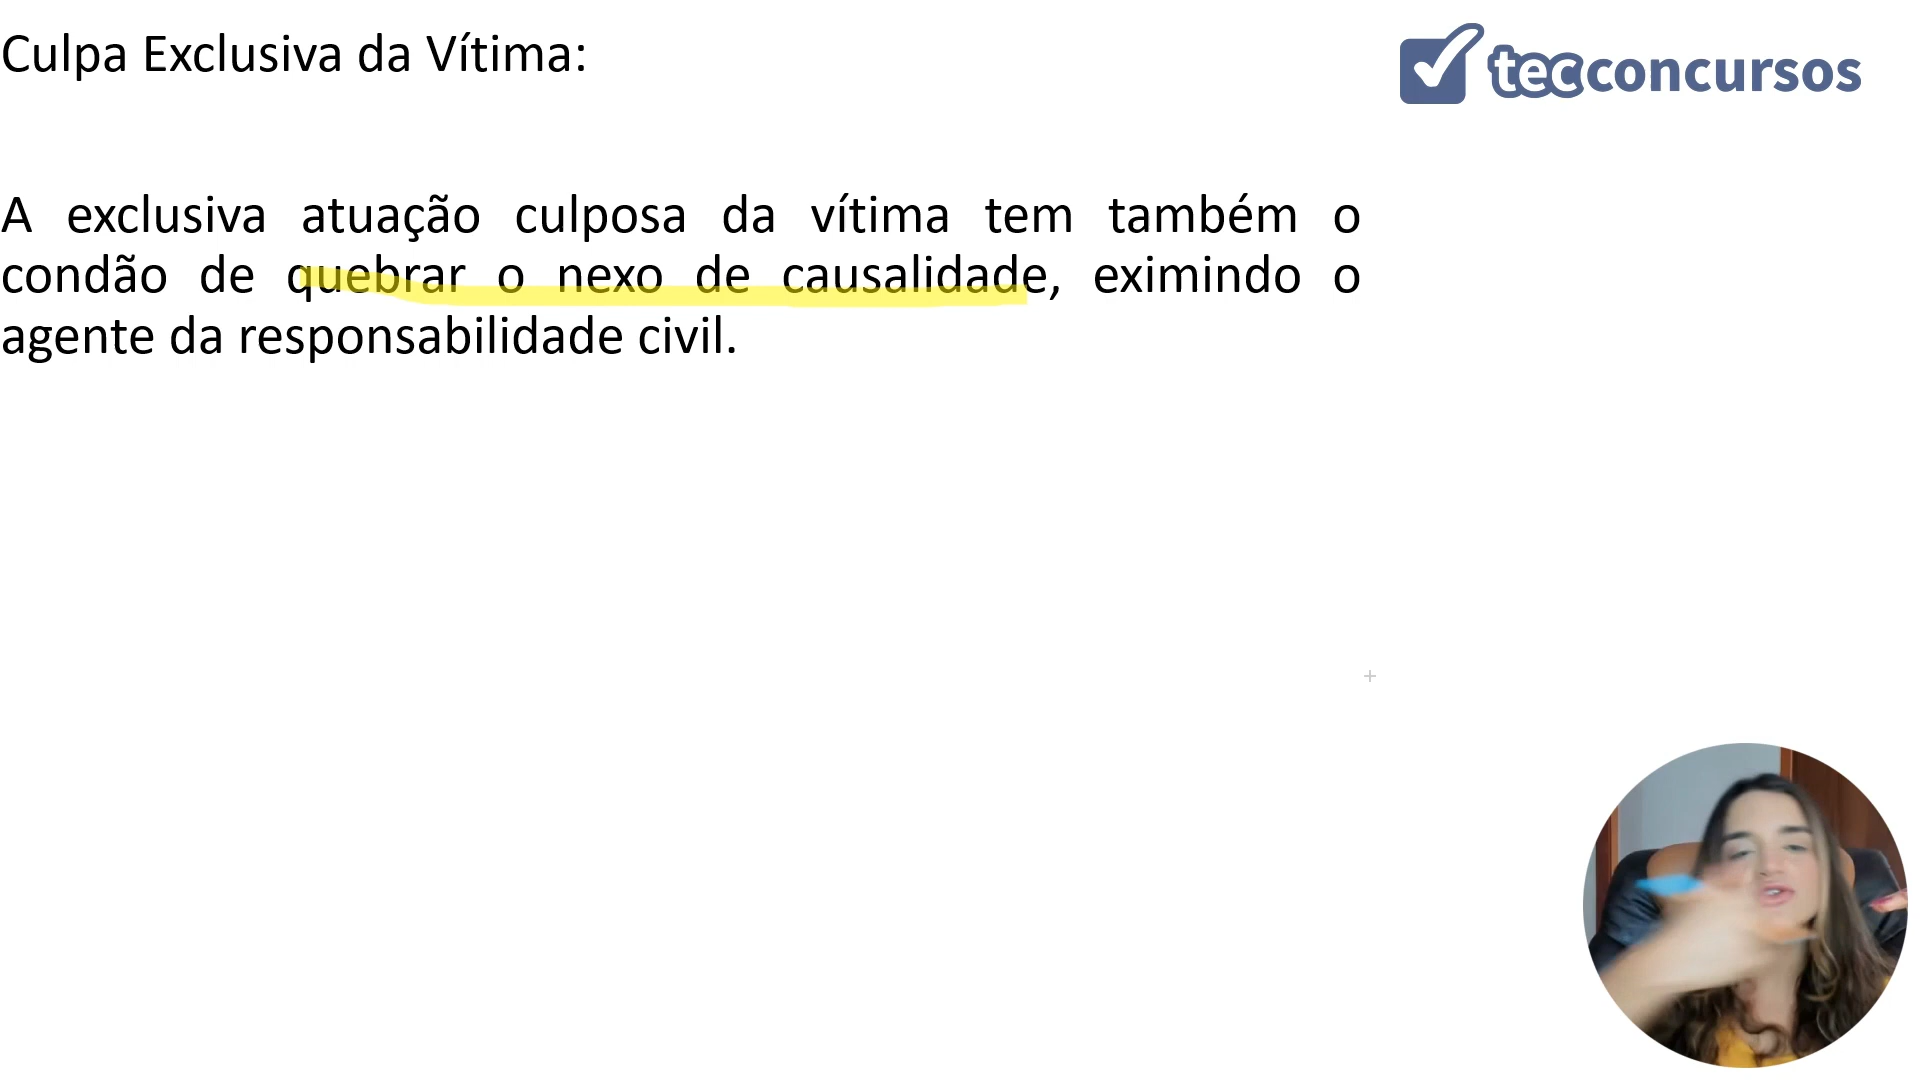 Culpa Exclusiva da Vítima:
tecconcursos
A exclusiva atuação culposa da vítima tem também o
condão de quebrar o nexo de causalidade, eximindo o
agente da responsabilidade civil.